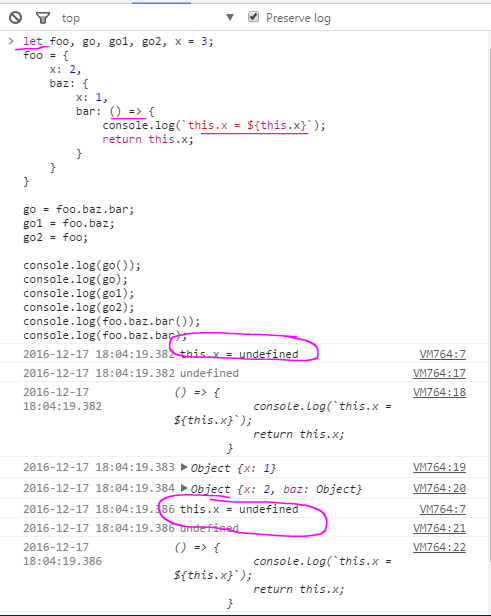 top ▼ Preserve log
> let foo, go, go1, go2, x = 3;
foo = {
x: 2,
baz: {
x: 1,
bar: () => {
console.log(`this.x = ${this.x}`);
return this.x;
}
}
}
go = foo.baz.bar;
go1 = foo.baz;
go2 = foo;
console.log(go());
console.log(go);
console.log(go1);
console.log(go2);
console.log(foo.baz.bar());
console.log(foo.baz.bar);
2016-12-17 18:04:19.382 this.x = undefined VM764:7
2016-12-17 18:04:19.382 undefined VM764:17
2016-12-17 () => { VM764:18
18:04:19.382 console.log(`this.x =
${this.x}`);
return this.x;
}
2016-12-17 18:04:19.383 ▶Object {x: 1} VM764:19
2016-12-17 18:04:19.384 ▶Object {x: 2, baz: Object} VM764:20
2016-12-17 18:04:19.386 this.x = undefined VM764:7
2016-12-17 18:04:19.386 undefined VM764:21
2016-12-17 () => { VM764:22
18:04:19.386 console.log(`this.x =
${this.x}`);
return this.x;
}